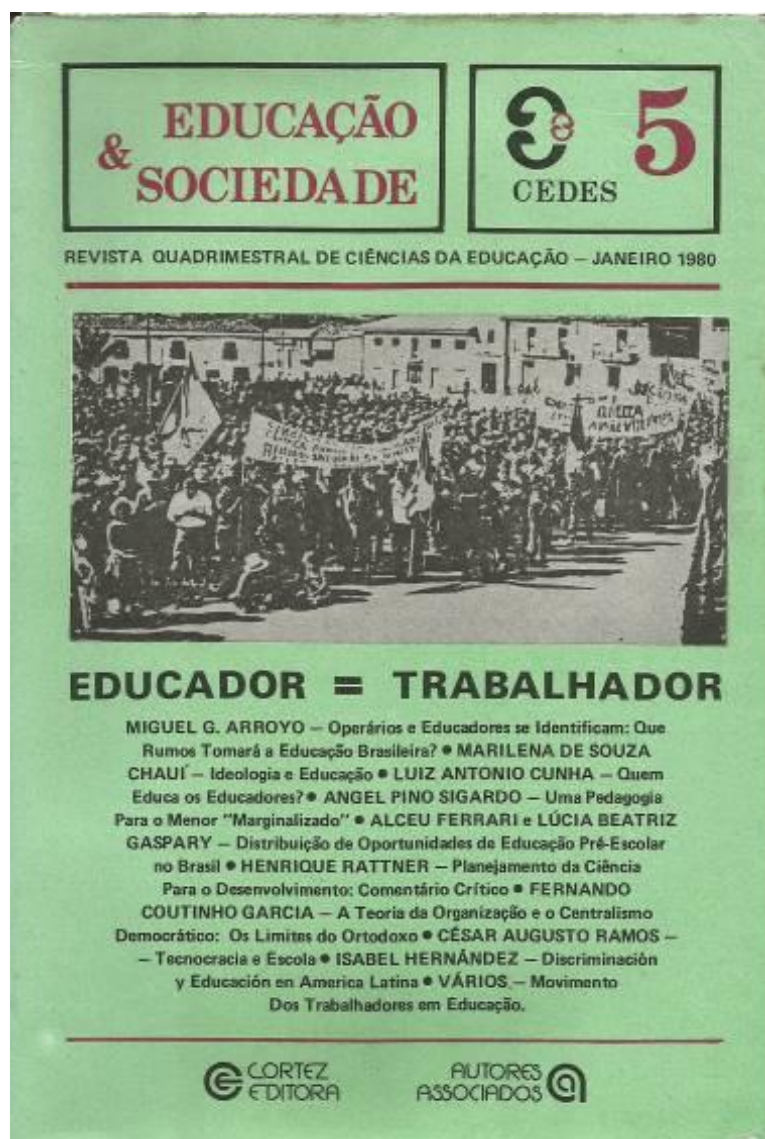 EDUCAÇÃO
& SOCIEDADE
CEDES
5
REVISTA QUADRIMESTRAL DE CIÊNCIAS DA EDUCAÇÃO – JANEIRO 1980
EDUCADOR = TRABALHADOR
MIGUEL G. ARROYO – Operários e Educadores se Identificam: Que
Rumos Tomará a Educação Brasileira? ● MARILENA DE SOUZA
CHAUÍ – Ideologia e Educação ● LUIZ ANTONIO CUNHA – Quem
Educa os Educadores? ● ANGEL PINO SIGARDO – Uma Pedagogia
Para o Menor "Marginalizado" ● ALCEU FERRARI e LÚCIA BEATRIZ
GASPARY – Distribuição de Oportunidades de Educação Pré-Escolar
no Brasil ● HENRIQUE RATTNER – Planejamento da Ciência
Para o Desenvolvimento: Comentário Crítico ● FERNANDO
COUTINHO GARCIA – A Teoria da Organização e o Centralismo
Democrático: Os Limites do Ortodoxo ● CÉSAR AUGUSTO RAMOS –
– Tecnocracia e Escola ● ISABEL HERNÁNDEZ – Discriminación
y Educación en America Latina ● VÁRIOS – Movimento
Dos Trabalhadores em Educação.
CORTEZ
EDITORA
AUTORES
ASSOCIADOS